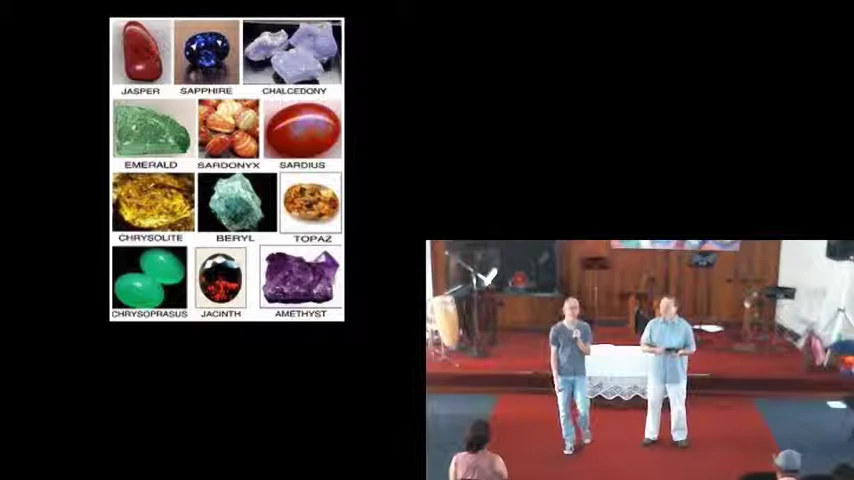 JASPER SAPPHIRE CHALCEDONY
EMERALD SARDONYX SARDIUS
CHRYSOLITE BERYL TOPAZ
CHRYSOPRASUS JACINTH AMETHYST